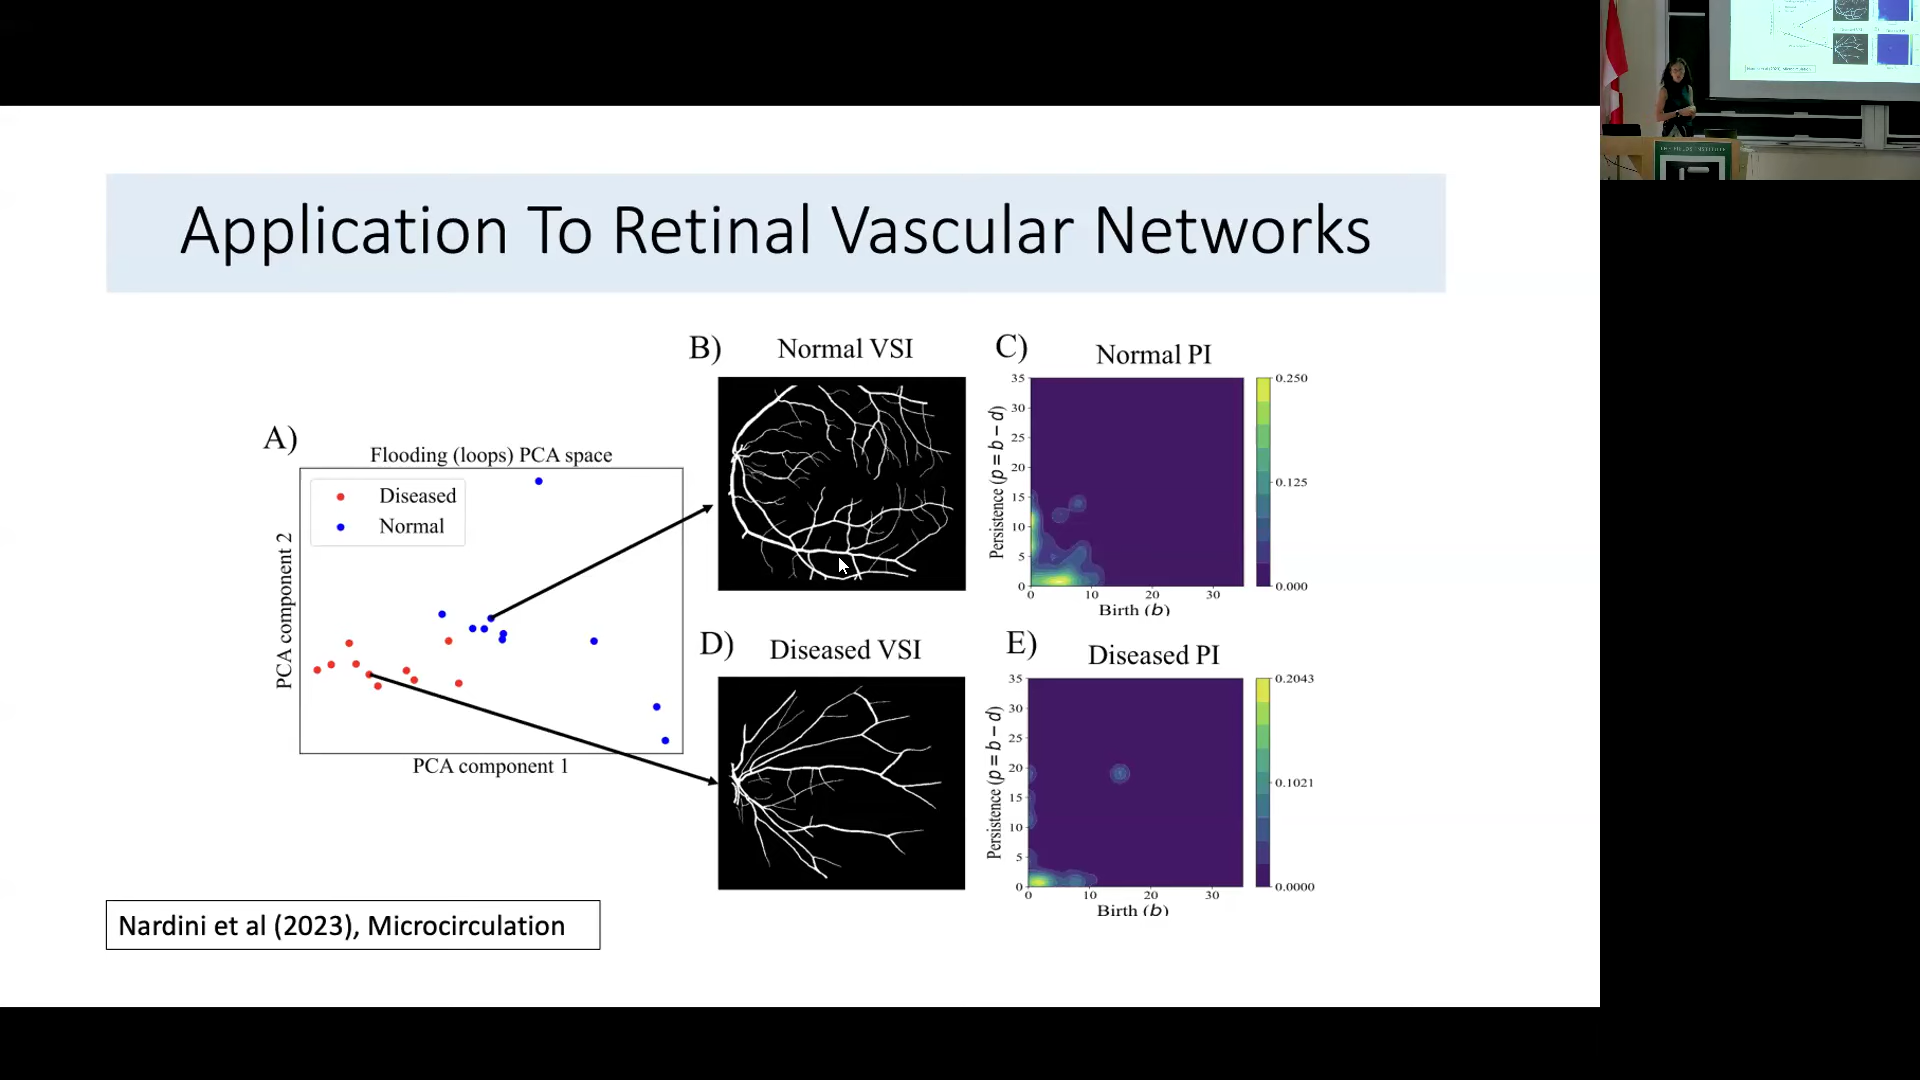 Application To Retinal Vascular Networks
A)
Flooding (loops) PCA space
Diseased
Normal
PCA component 2
PCA component 1
B)
Normal VSI
C)
Normal PI
35
30
25
20
15
10
5
0
Persistence (p = b − d)
0 10 20 30
Birth (b)
0.250
0.125
0.000
D)
Diseased VSI
E)
Diseased PI
35
30
25
20
15
10
5
0
Persistence (p = b − d)
0 10 20 30
Birth (b)
0.2043
0.1021
0.0000
Nardini et al (2023), Microcirculation
THE FIELDS INSTITUTE